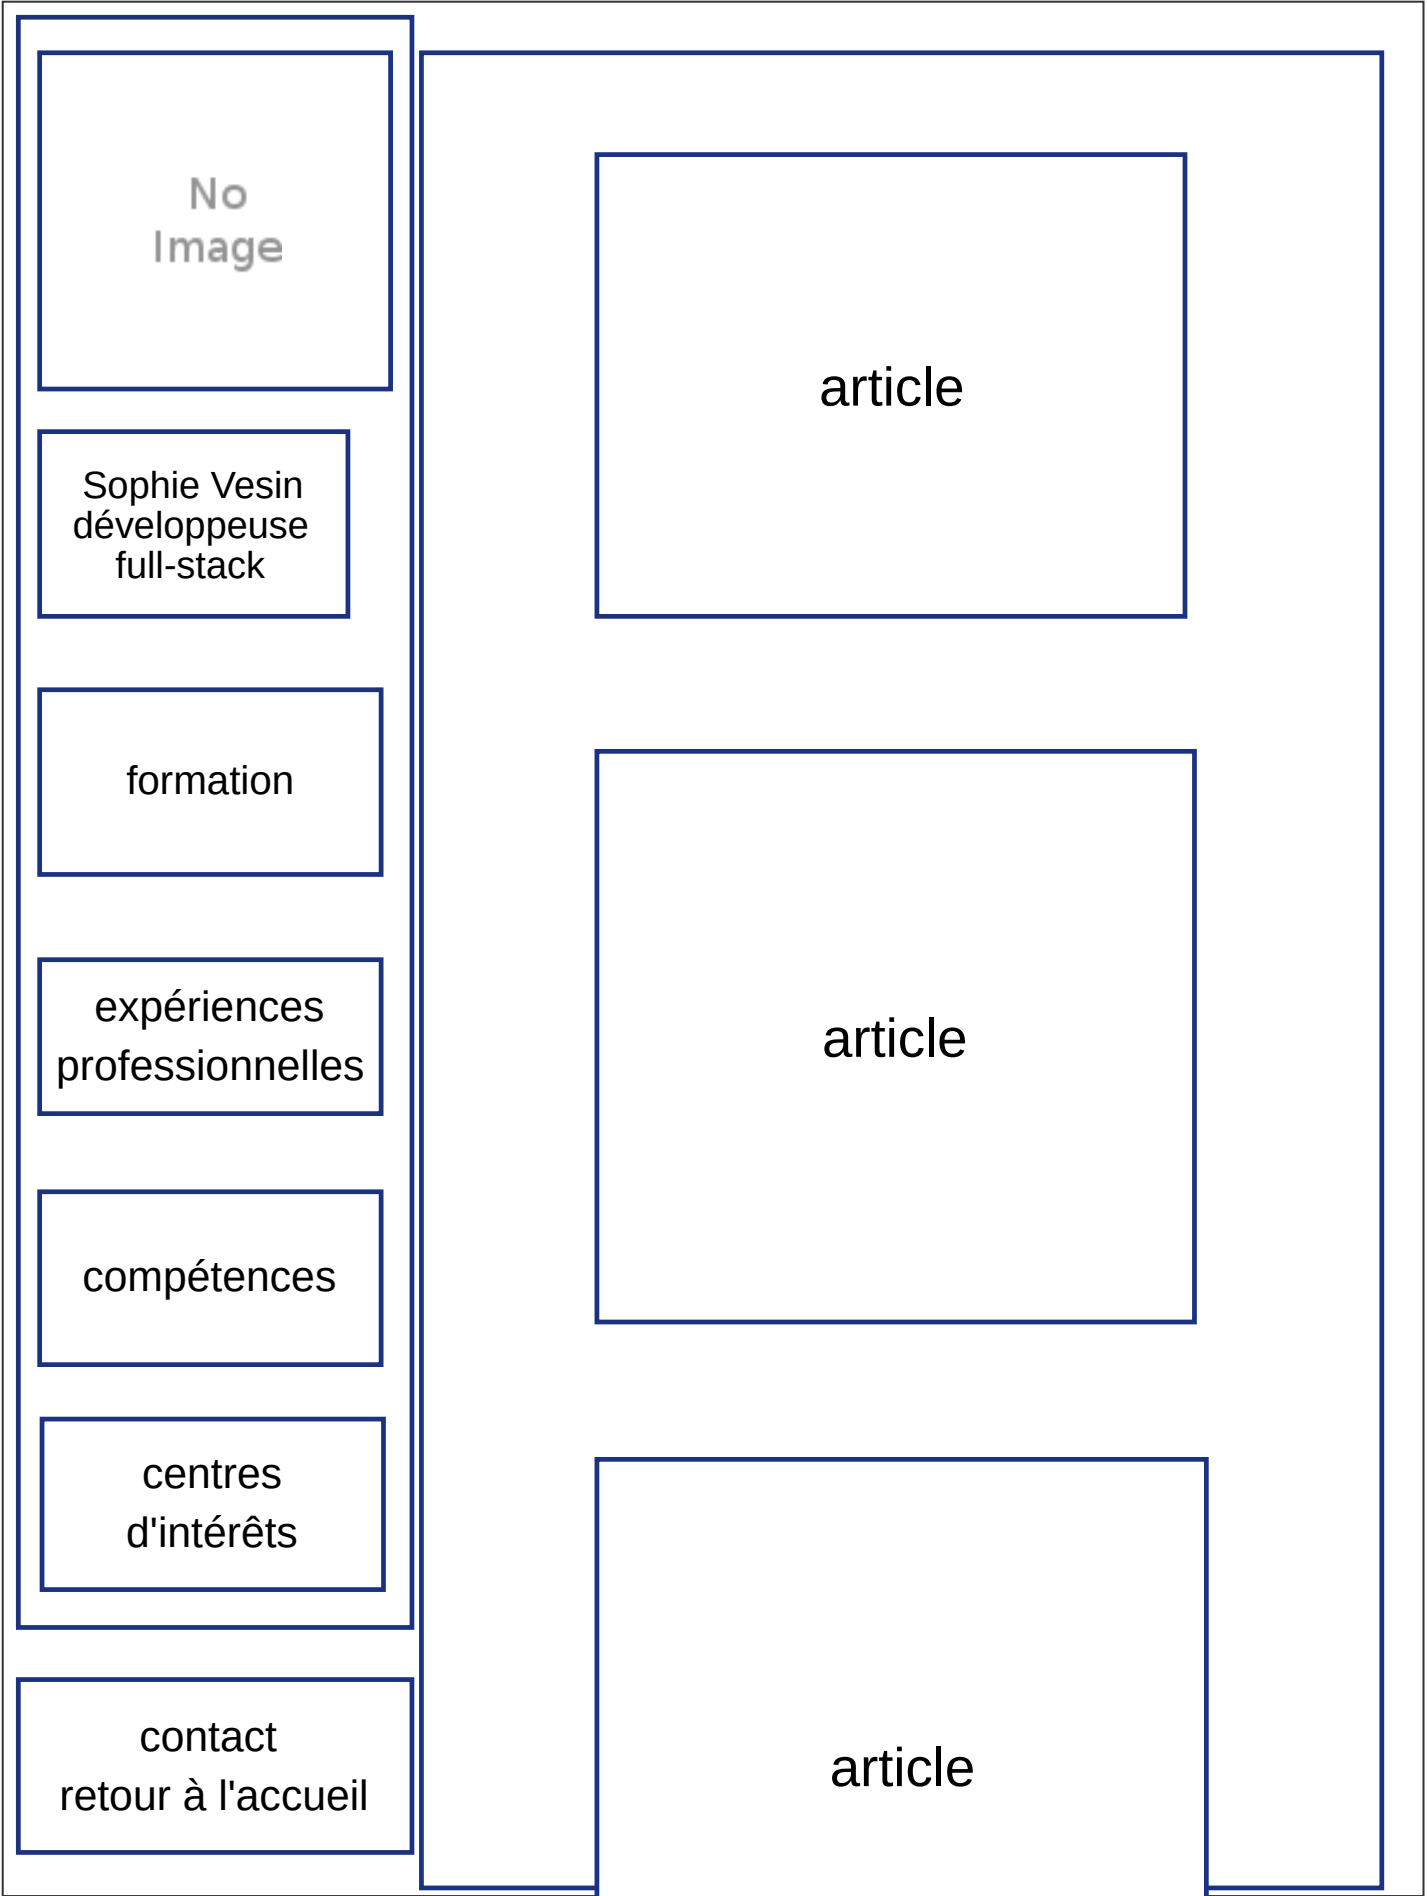 No
Image
Sophie Vesin
développeuse
full-stack
formation
expériences
professionnelles
compétences
centres
d'intérêts
contact
retour à l'accueil
article
article
article